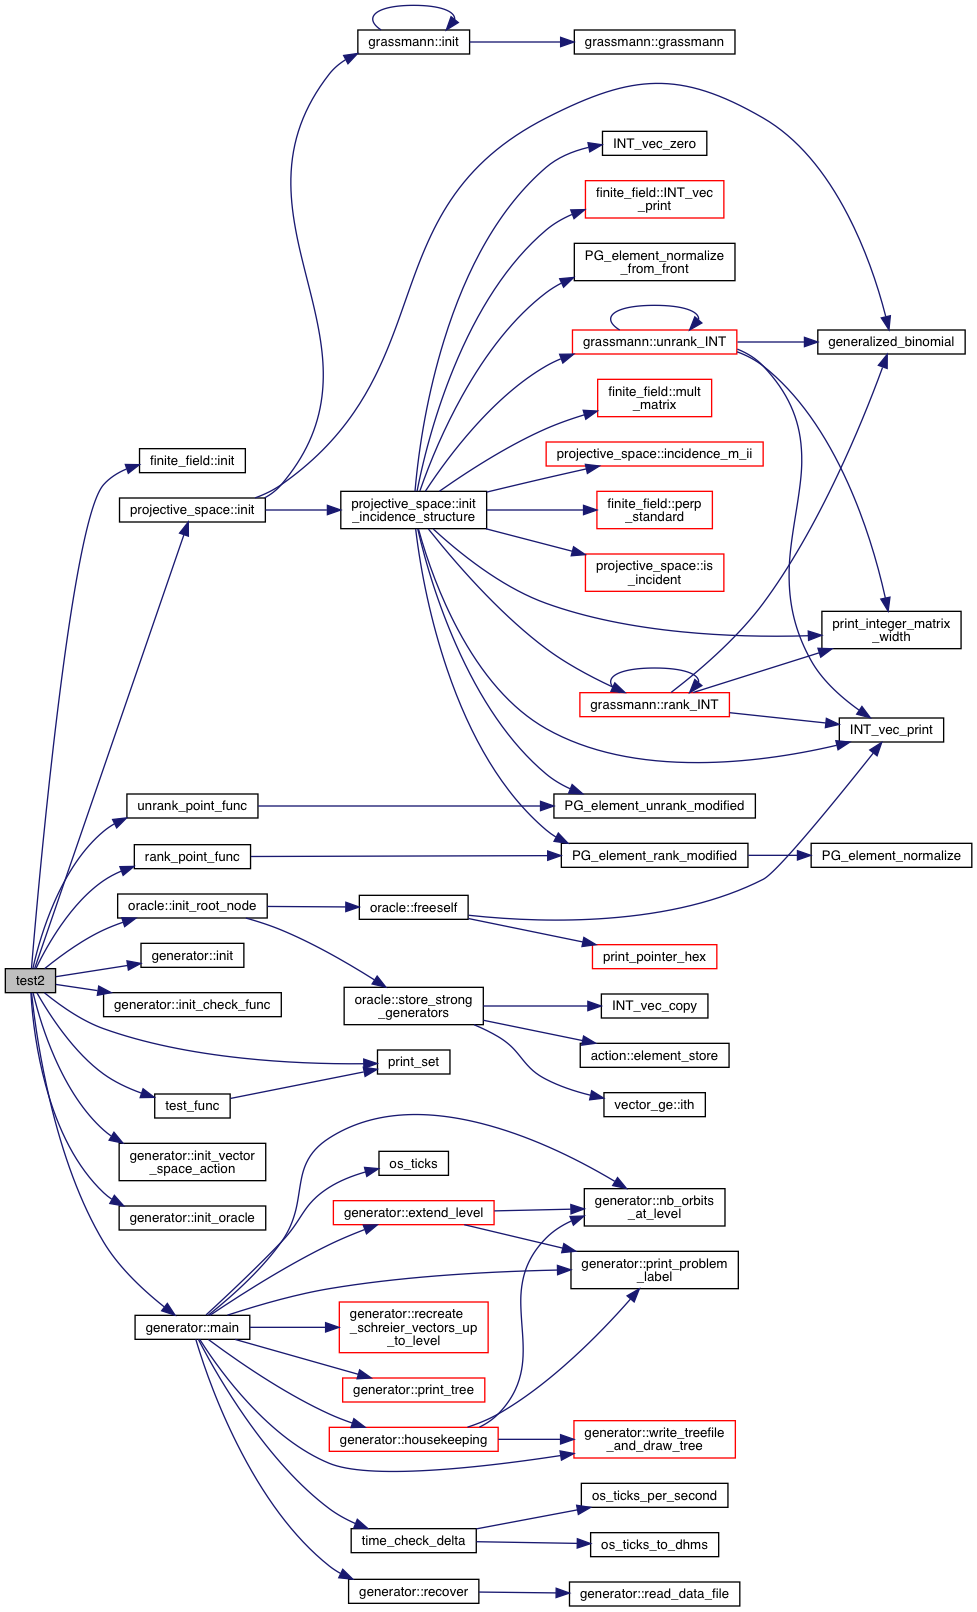 grassmann::init
grassmann::grassmann
INT_vec_zero
finite_field::INT_vec
_print
PG_element_normalize
_from_front
grassmann::unrank_INT
generalized_binomial
finite_field::mult
_matrix
projective_space::incidence_m_ii
finite_field::init
projective_space::init
projective_space::init
_incidence_structure
finite_field::perp
_standard
projective_space::is
_incident
print_integer_matrix
_width
grassmann::rank_INT
INT_vec_print
unrank_point_func
PG_element_unrank_modified
rank_point_func
PG_element_rank_modified
PG_element_normalize
oracle::init_root_node
oracle::freeself
generator::init
print_pointer_hex
test2
generator::init_check_func
oracle::store_strong
_generators
INT_vec_copy
action::element_store
print_set
test_func
vector_ge::ith
generator::init_vector
_space_action
os_ticks
generator::init_oracle
generator::extend_level
generator::nb_orbits
_at_level
generator::print_problem
_label
generator::main
generator::recreate
_schreier_vectors_up
_to_level
generator::print_tree
generator::housekeeping
generator::write_treefile
_and_draw_tree
os_ticks_per_second
time_check_delta
os_ticks_to_dhms
generator::recover
generator::read_data_file